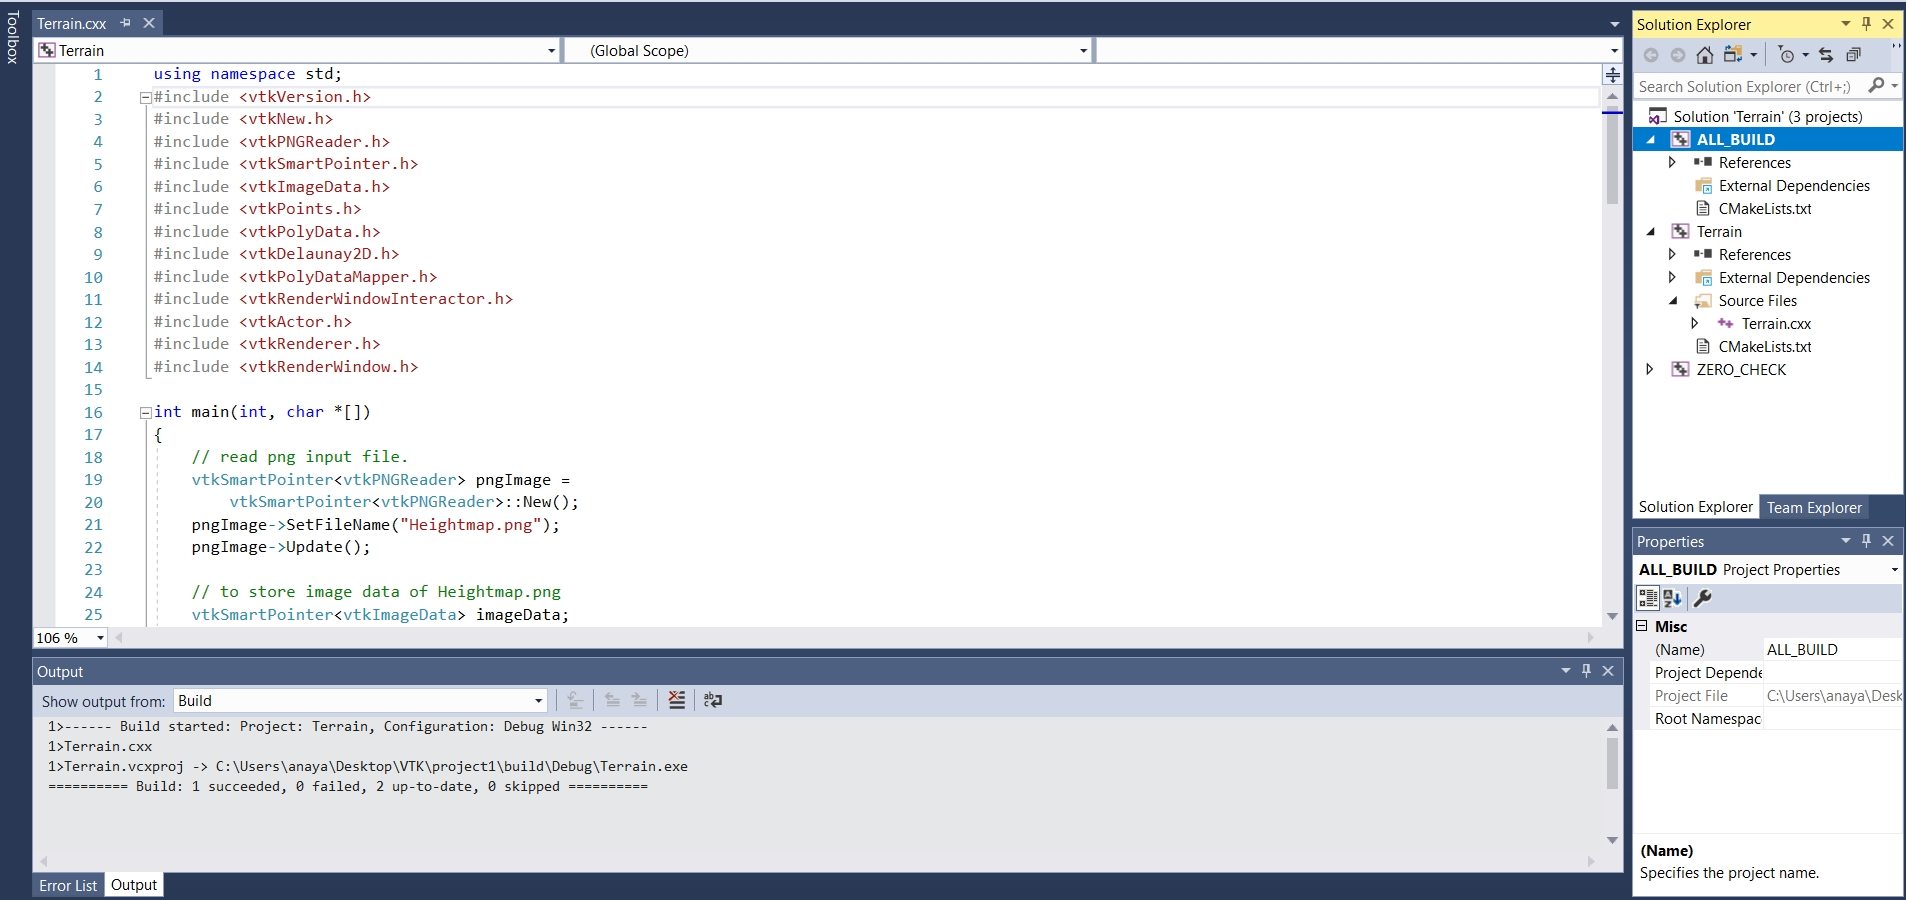 Toolbox
Terrain.cxx
Terrain
(Global Scope)
1 using namespace std;
2 #include <vtkVersion.h>
3 #include <vtkNew.h>
4 #include <vtkPNGReader.h>
5 #include <vtkSmartPointer.h>
6 #include <vtkImageData.h>
7 #include <vtkPoints.h>
8 #include <vtkPolyData.h>
9 #include <vtkDelaunay2D.h>
10 #include <vtkPolyDataMapper.h>
11 #include <vtkRenderWindowInteractor.h>
12 #include <vtkActor.h>
13 #include <vtkRenderer.h>
14 #include <vtkRenderWindow.h>
15
16 int main(int, char *[])
17 {
18 // read png input file.
19 vtkSmartPointer<vtkPNGReader> pngImage =
20 vtkSmartPointer<vtkPNGReader>::New();
21 pngImage->SetFileName("Heightmap.png");
22 pngImage->Update();
23
24 // to store image data of Heightmap.png
25 vtkSmartPointer<vtkImageData> imageData;
106 %
Output
Show output from: Build
1>------ Build started: Project: Terrain, Configuration: Debug Win32 ------
1>Terrain.cxx
1>Terrain.vcxproj -> C:\Users\anaya\Desktop\VTK\project1\build\Debug\Terrain.exe
========== Build: 1 succeeded, 0 failed, 2 up-to-date, 0 skipped ==========
Error List Output
Solution Explorer
Search Solution Explorer (Ctrl+;)
Solution 'Terrain' (3 projects)
ALL_BUILD
References
External Dependencies
CMakeLists.txt
Terrain
References
External Dependencies
Source Files
Terrain.cxx
CMakeLists.txt
ZERO_CHECK
Solution Explorer Team Explorer
Properties
ALL_BUILD Project Properties
Misc
(Name) ALL_BUILD
Project Depende
Project File C:\Users\anaya\Desk
Root Namespac
(Name)
Specifies the project name.